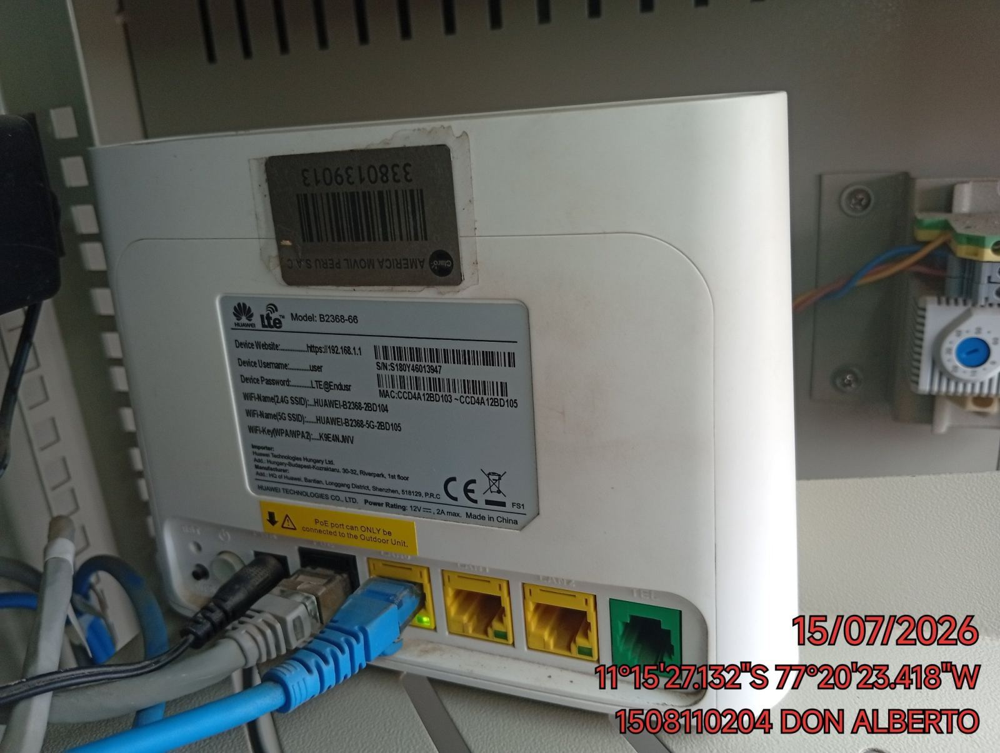 3380139013
Claro AMERICA MOVIL PERU S.A.C
HUAWEI Lte™ Model: B2368-66
Device Website:...............https://192.168.1.1
Device Username:............user
Device Password:.........LTE@Endusr
WiFi-Name(2.4G SSID):...HUAWEI-B2368-2BD104
WiFi-Name(5G SSID):......HUAWEI-B2368-5G-2BD105
WiFi-Key(WPA/WPA2):....K9E4NJWV
S/N:S180Y46013947
MAC:CCD4A12BD103 ~CCD4A12BD105
Importer:
Huawei Technologies Hungary Ltd.
Add.: Hungary-Budapest-Kozraktaru. 30-32, Riverpark, 1st floor
Manufacturer:
Add.: HQ of Huawei, Bantian, Longgang District, Shenzhen, 518129, P.R.C
HUAWEI TECHNOLOGIES CO., LTD. Power Rating: 12V⎓, 2A max. Made in China
CE
FS1
PoE port can ONLY be
connected to the Outdoor Unit.
LAN1
LAN2
TEL
15/07/2026
11°15'27.132"S 77°20'23.418"W
1508110204 DON ALBERTO